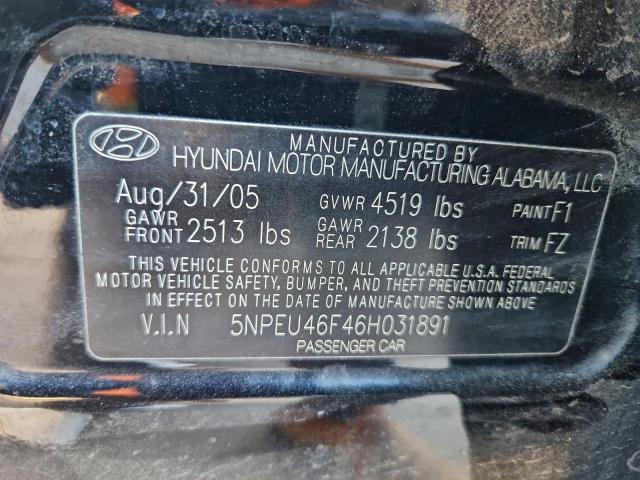 MANUFACTURED BY
HYUNDAI MOTOR MANUFACTURING ALABAMA, LLC
Aug/31/05 GVWR 4519 lbs PAINT F1
GAWR FRONT 2513 lbs GAWR REAR 2138 lbs TRIM FZ
THIS VEHICLE CONFORMS TO ALL APPLICABLE U.S.A. FEDERAL
MOTOR VEHICLE SAFETY, BUMPER, AND THEFT PREVENTION STANDARDS
IN EFFECT ON THE DATE OF MANUFACTURE SHOWN ABOVE.
V.I.N 5NPEU46F46H031891
PASSENGER CAR